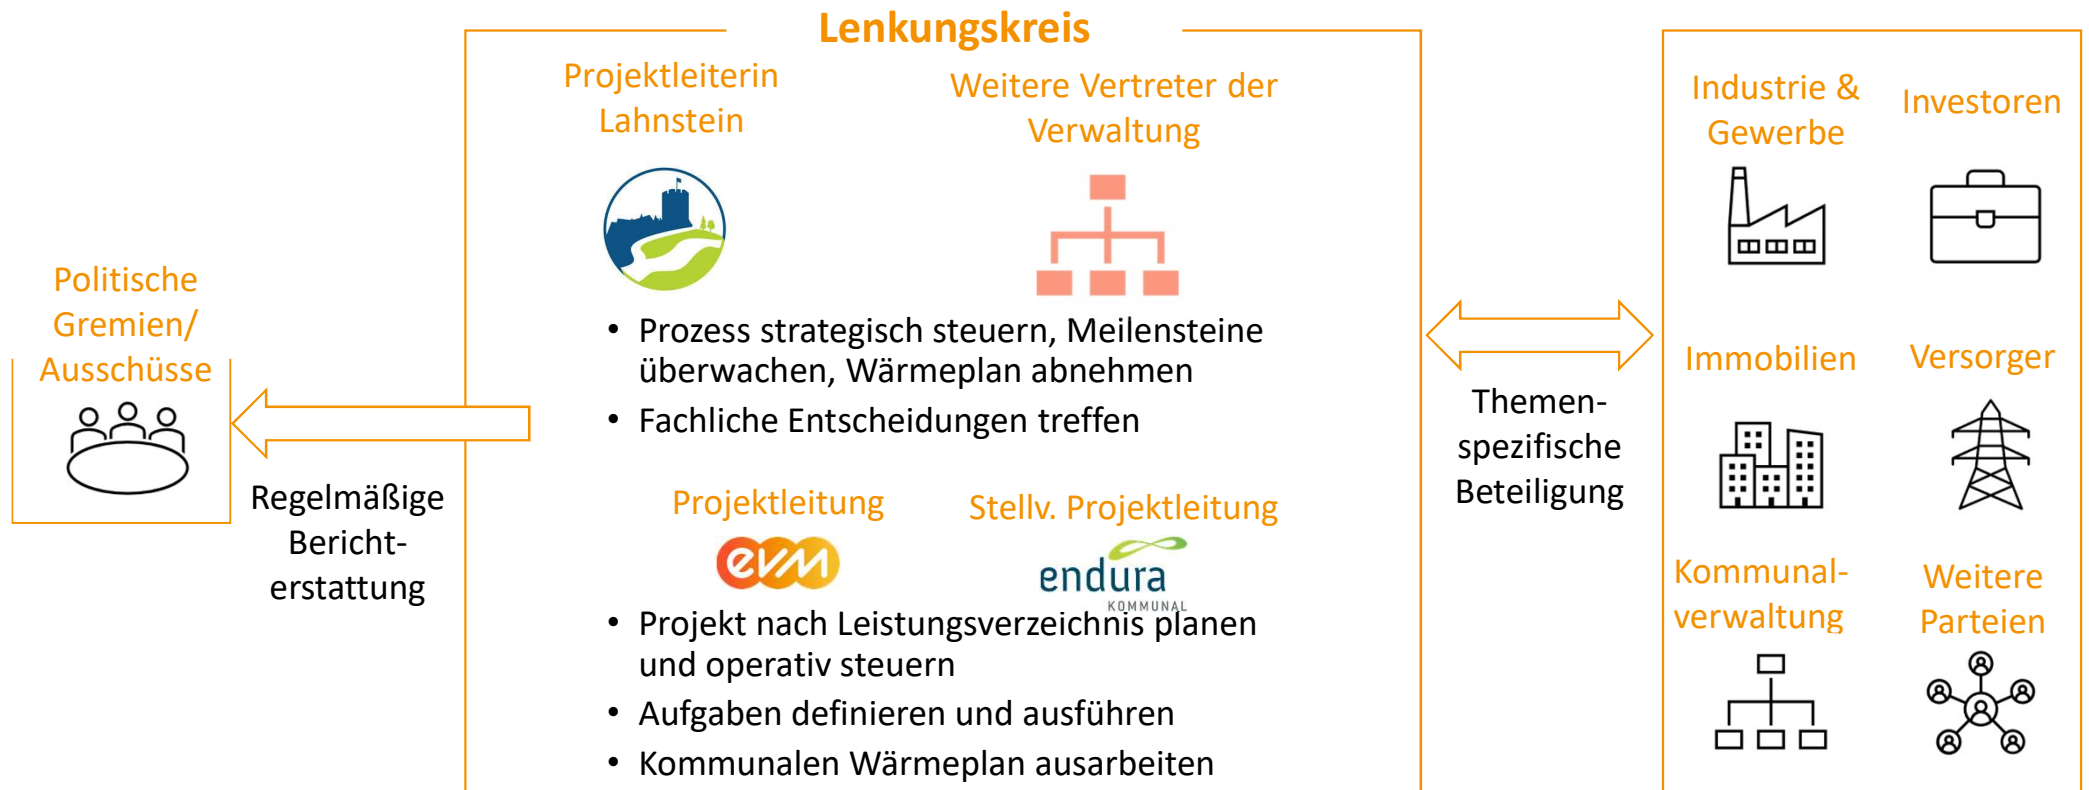 Lenkungskreis
Projektleiterin
Lahnstein
Weitere Vertreter der
Verwaltung
• Prozess strategisch steuern, Meilensteine
überwachen, Wärmeplan abnehmen
• Fachliche Entscheidungen treffen
Projektleitung
evm
Stellv. Projektleitung
endura
KOMMUNAL
• Projekt nach Leistungsverzeichnis planen
und operativ steuern
• Aufgaben definieren und ausführen
• Kommunalen Wärmeplan ausarbeiten
Politische
Gremien/
Ausschüsse
Regelmäßige
Bericht-
erstattung
Themen-
spezifische
Beteiligung
Industrie &
Gewerbe
Investoren
Immobilien
Versorger
Kommunal-
verwaltung
Weitere
Parteien